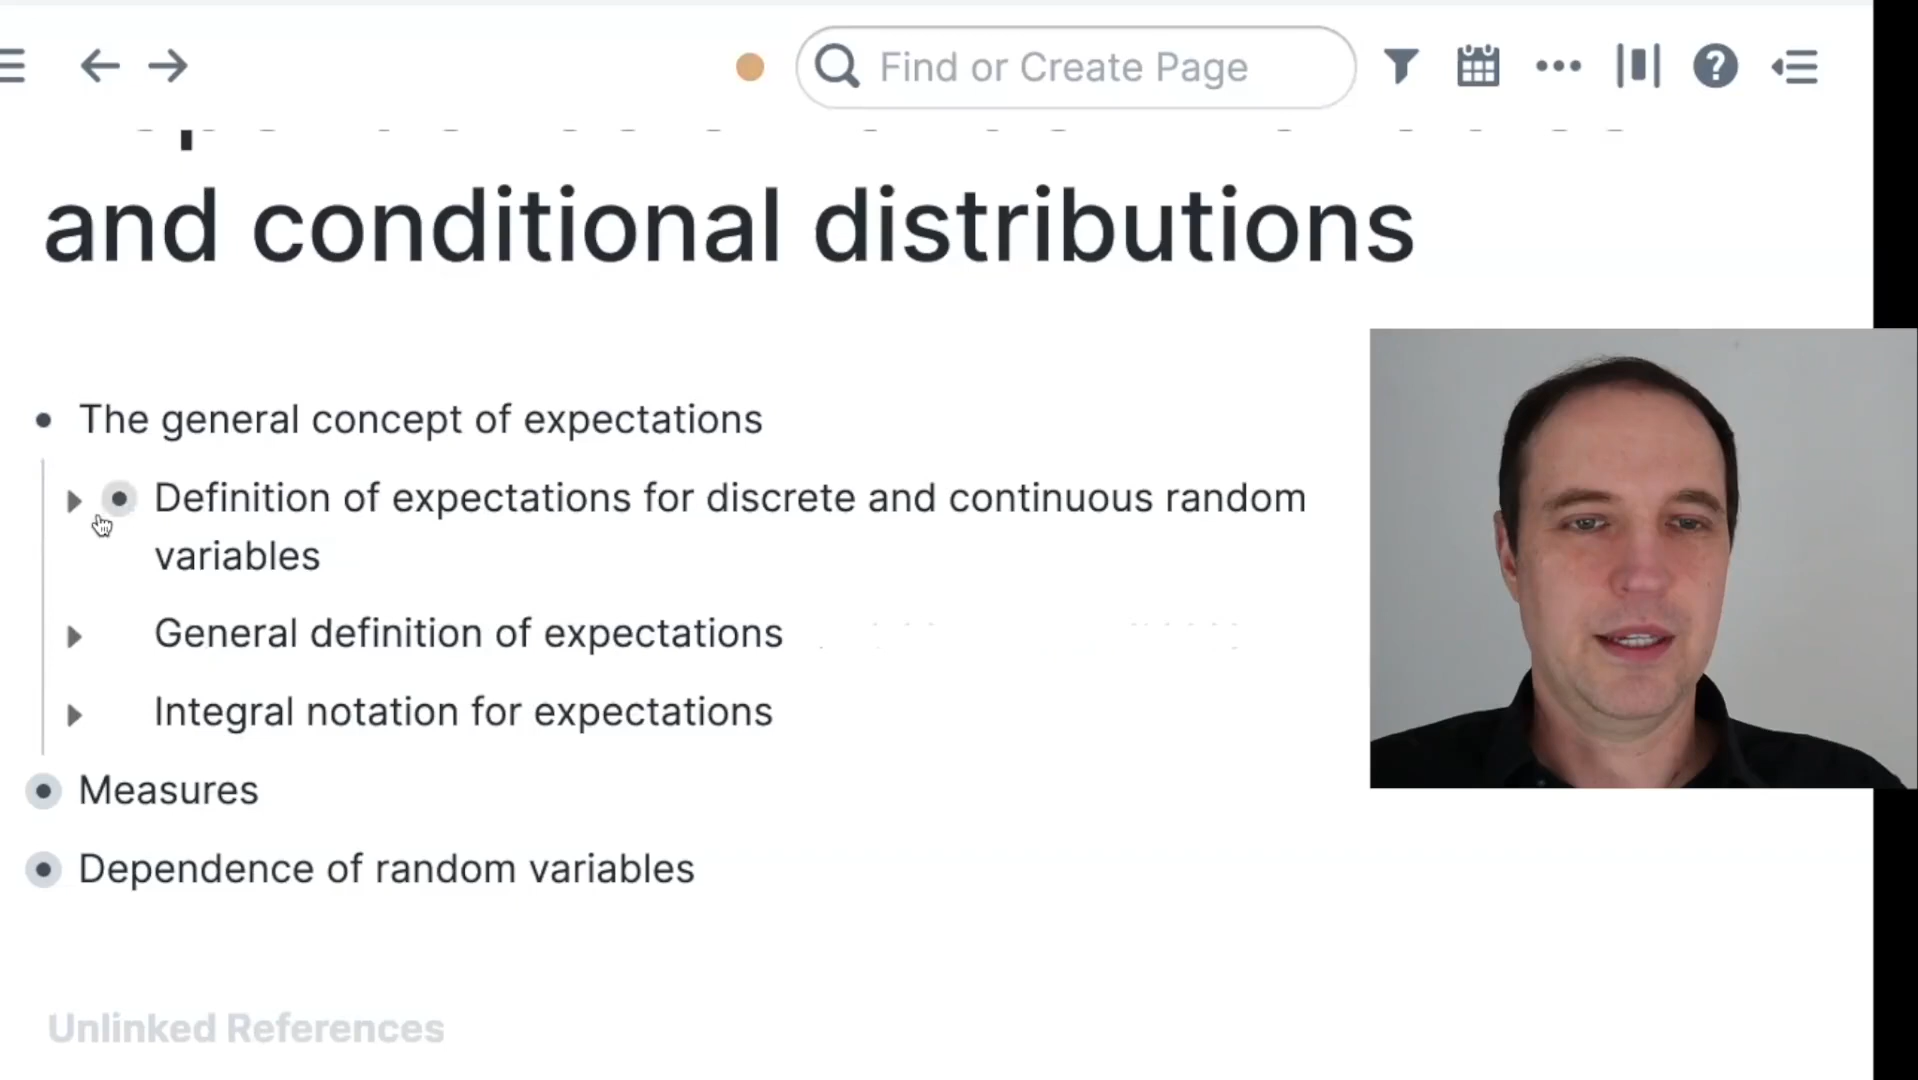 Find or Create Page
and conditional distributions
The general concept of expectations
Definition of expectations for discrete and continuous random
variables
General definition of expectations
Integral notation for expectations
Measures
Dependence of random variables
Unlinked References